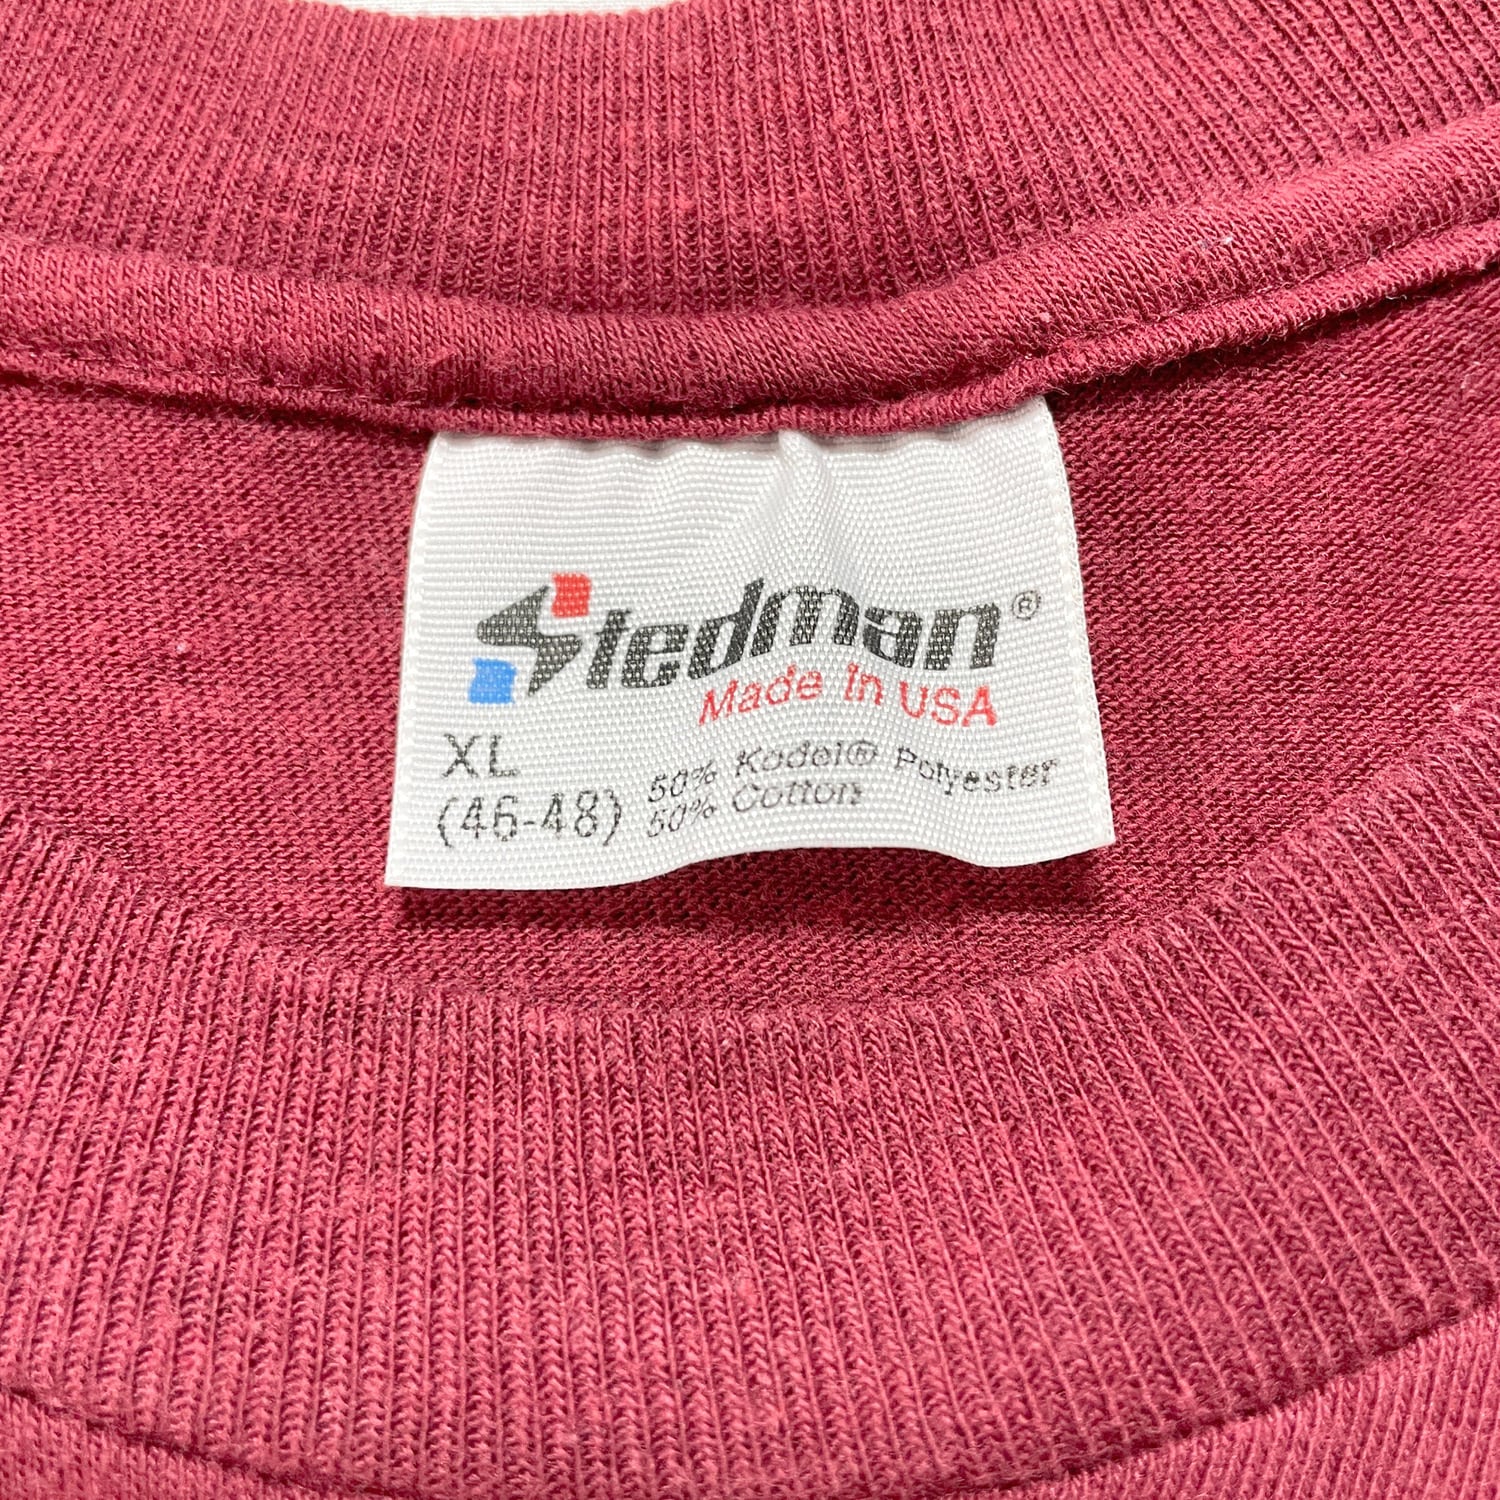 Stedman®
Made In USA
XL
(46-48)
50% Kodel® Polyester
50% Cotton